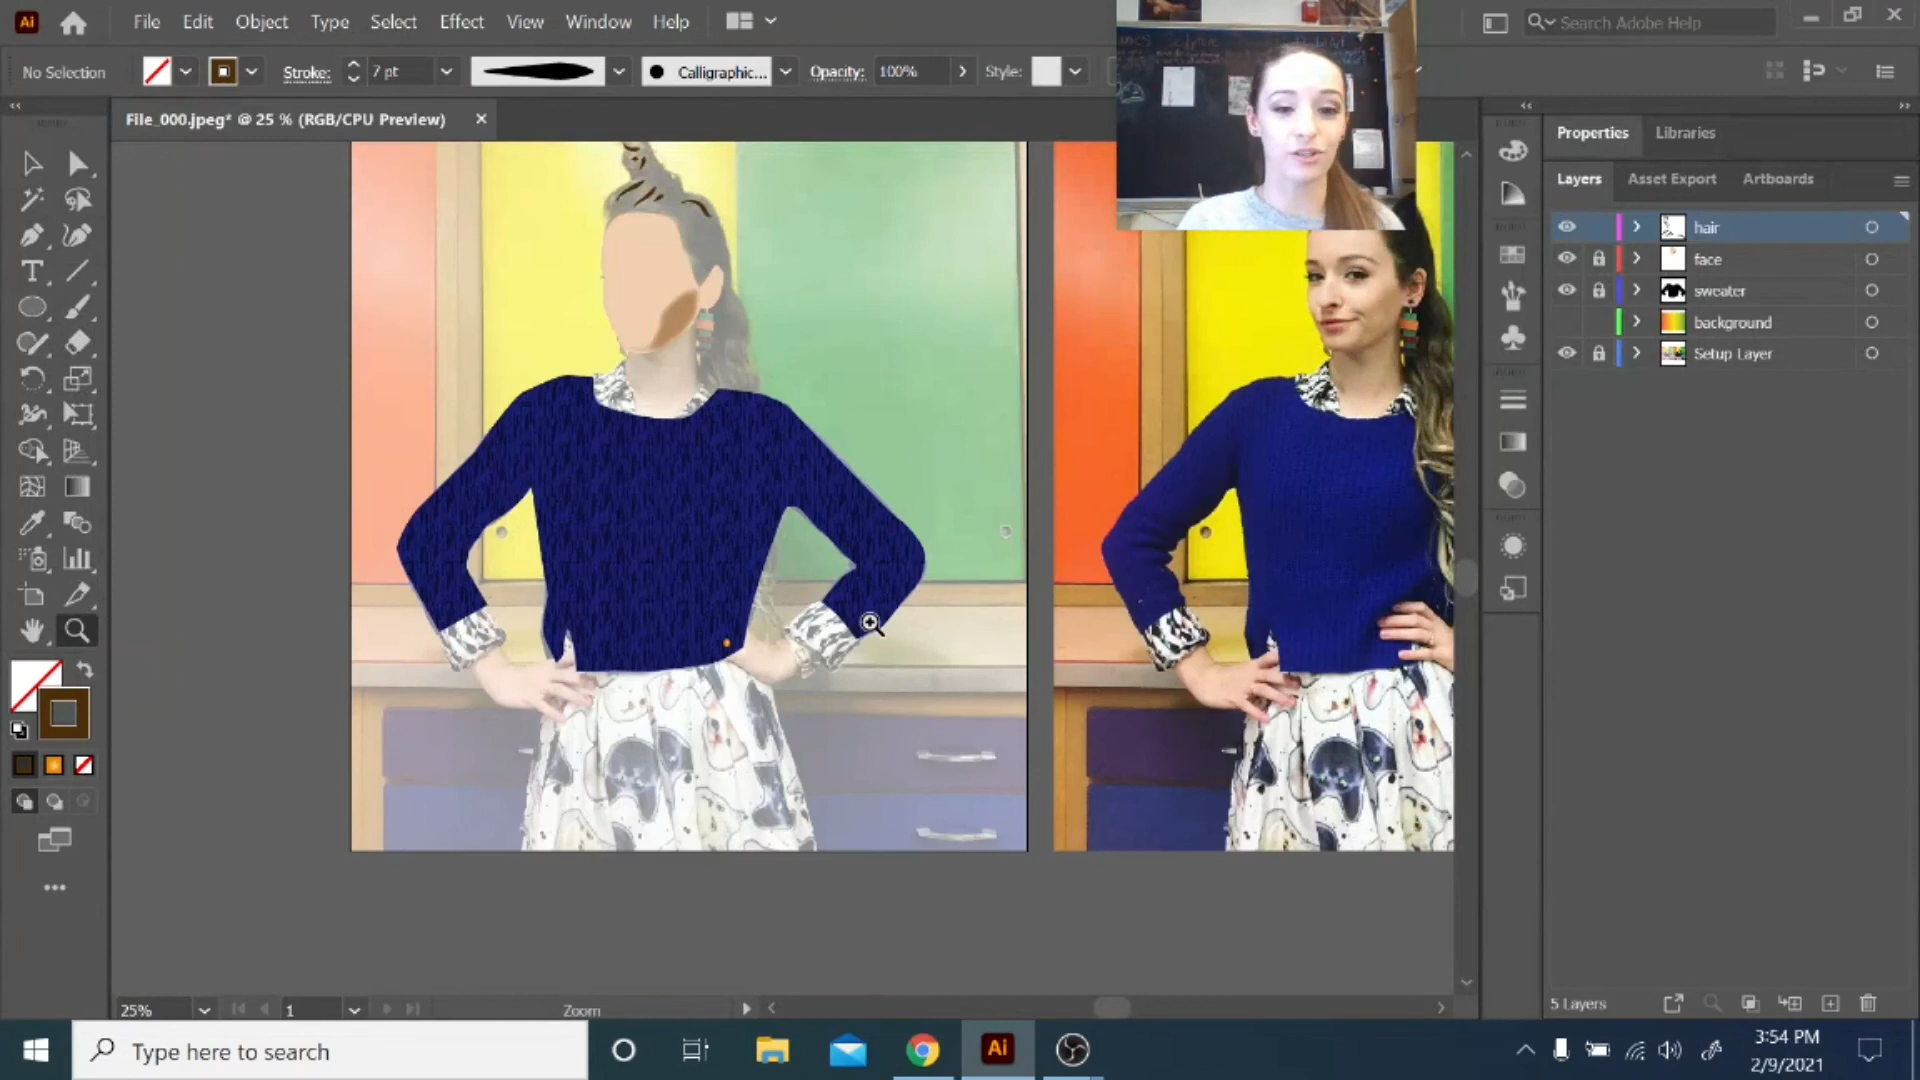 Ai File Edit Object Type Select Effect View Window Help Search Adobe Help
No Selection Stroke: 7 pt Calligraphic... Opacity: 100% Style:
File_000.jpeg* @ 25 % (RGB/CPU Preview)
Properties Libraries
Layers Asset Export Artboards
hair
face
sweater
background
Setup Layer
25% 1 Zoom 5 Layers
Type here to search Ai 3:54 PM
2/9/2021